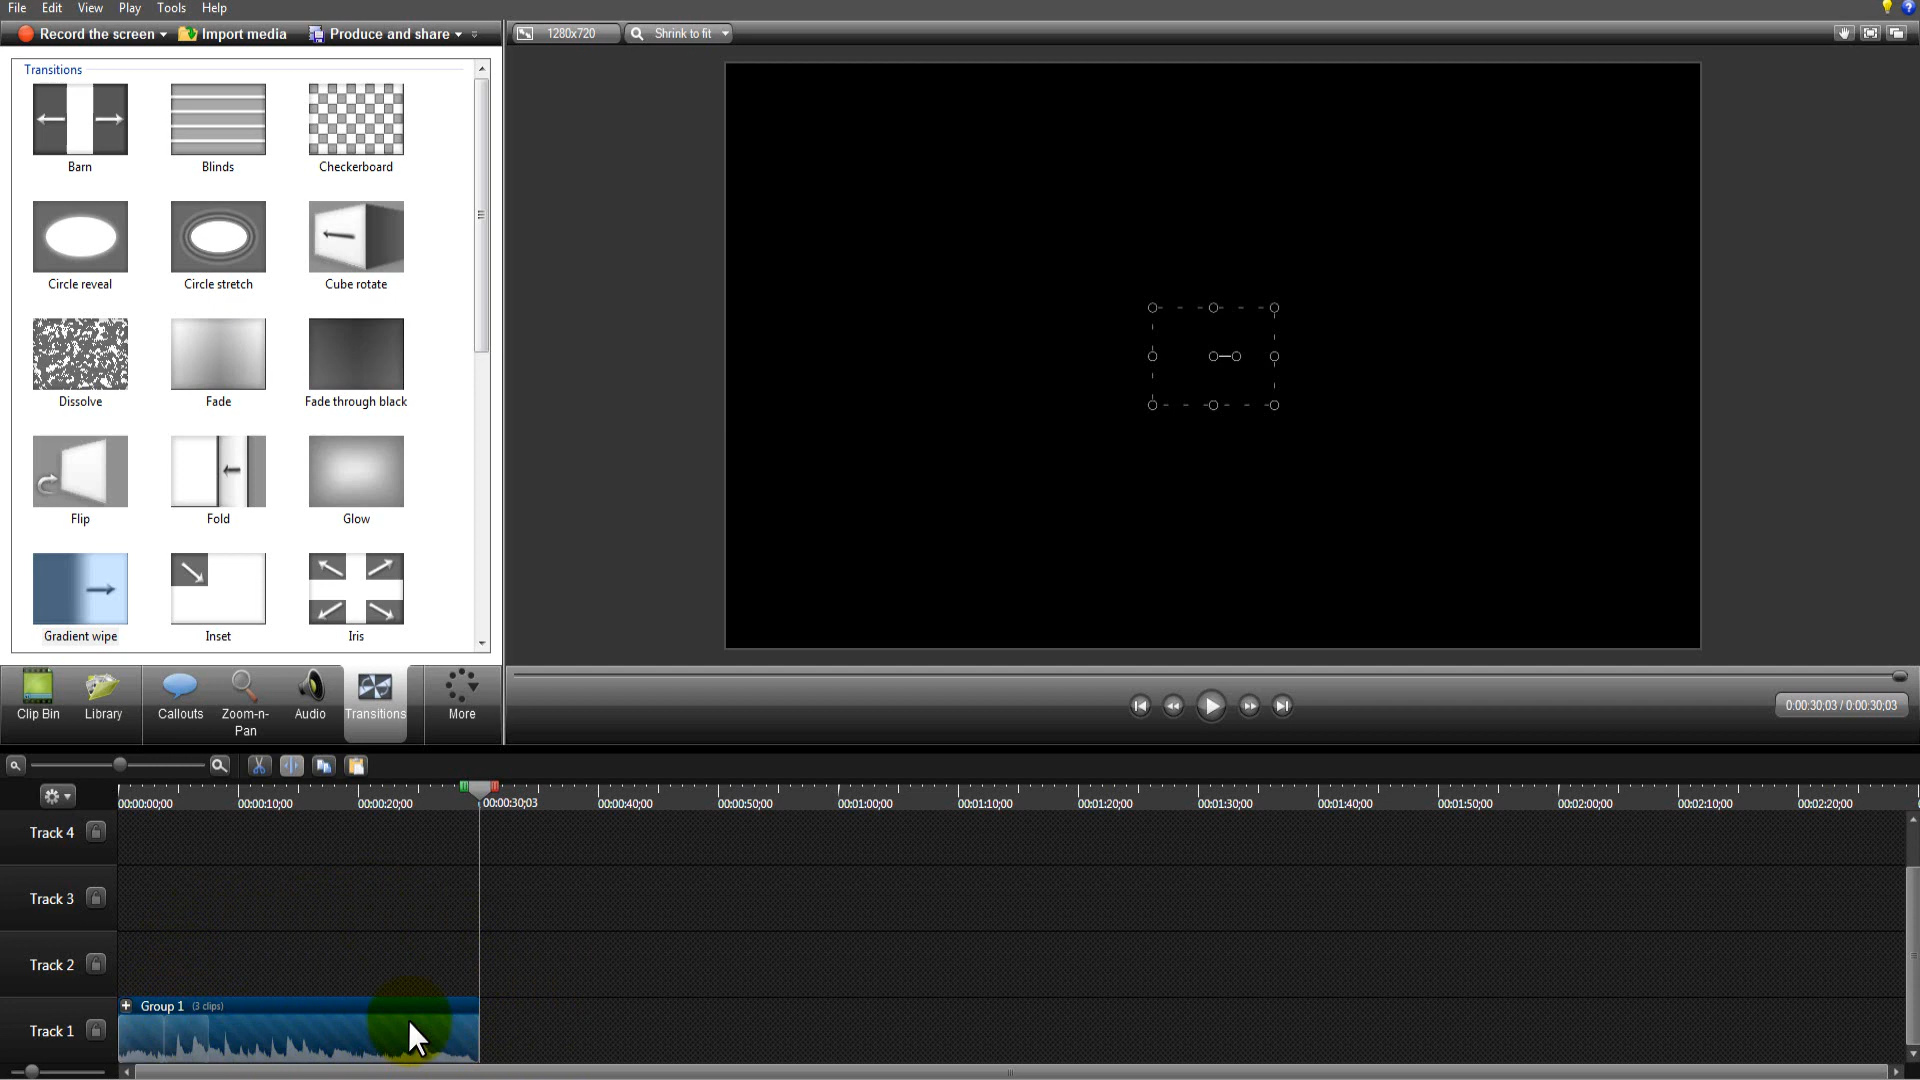 File Edit View Play Tools Help
Record the screen Import media Produce and share
1280x720 Shrink to fit
Transitions
Barn Blinds Checkerboard
Circle reveal Circle stretch Cube rotate
Dissolve Fade Fade through black
Flip Fold Glow
Gradient wipe Inset Iris
Clip Bin Library Callouts Zoom-n-Pan Audio Transitions More
0:00:30;03 / 0:00:30;03
00:00:00;00 00:00:10;00 00:00:20;00 00:00:30;03 00:00:40;00 00:00:50;00 00:01:00;00 00:01:10;00 00:01:20;00 00:01:30;00 00:01:40;00 00:01:50;00 00:02:00;00 00:02:10;00 00:02:20;00
Track 4
Track 3
Track 2
Group 1 (3 clips)
Track 1